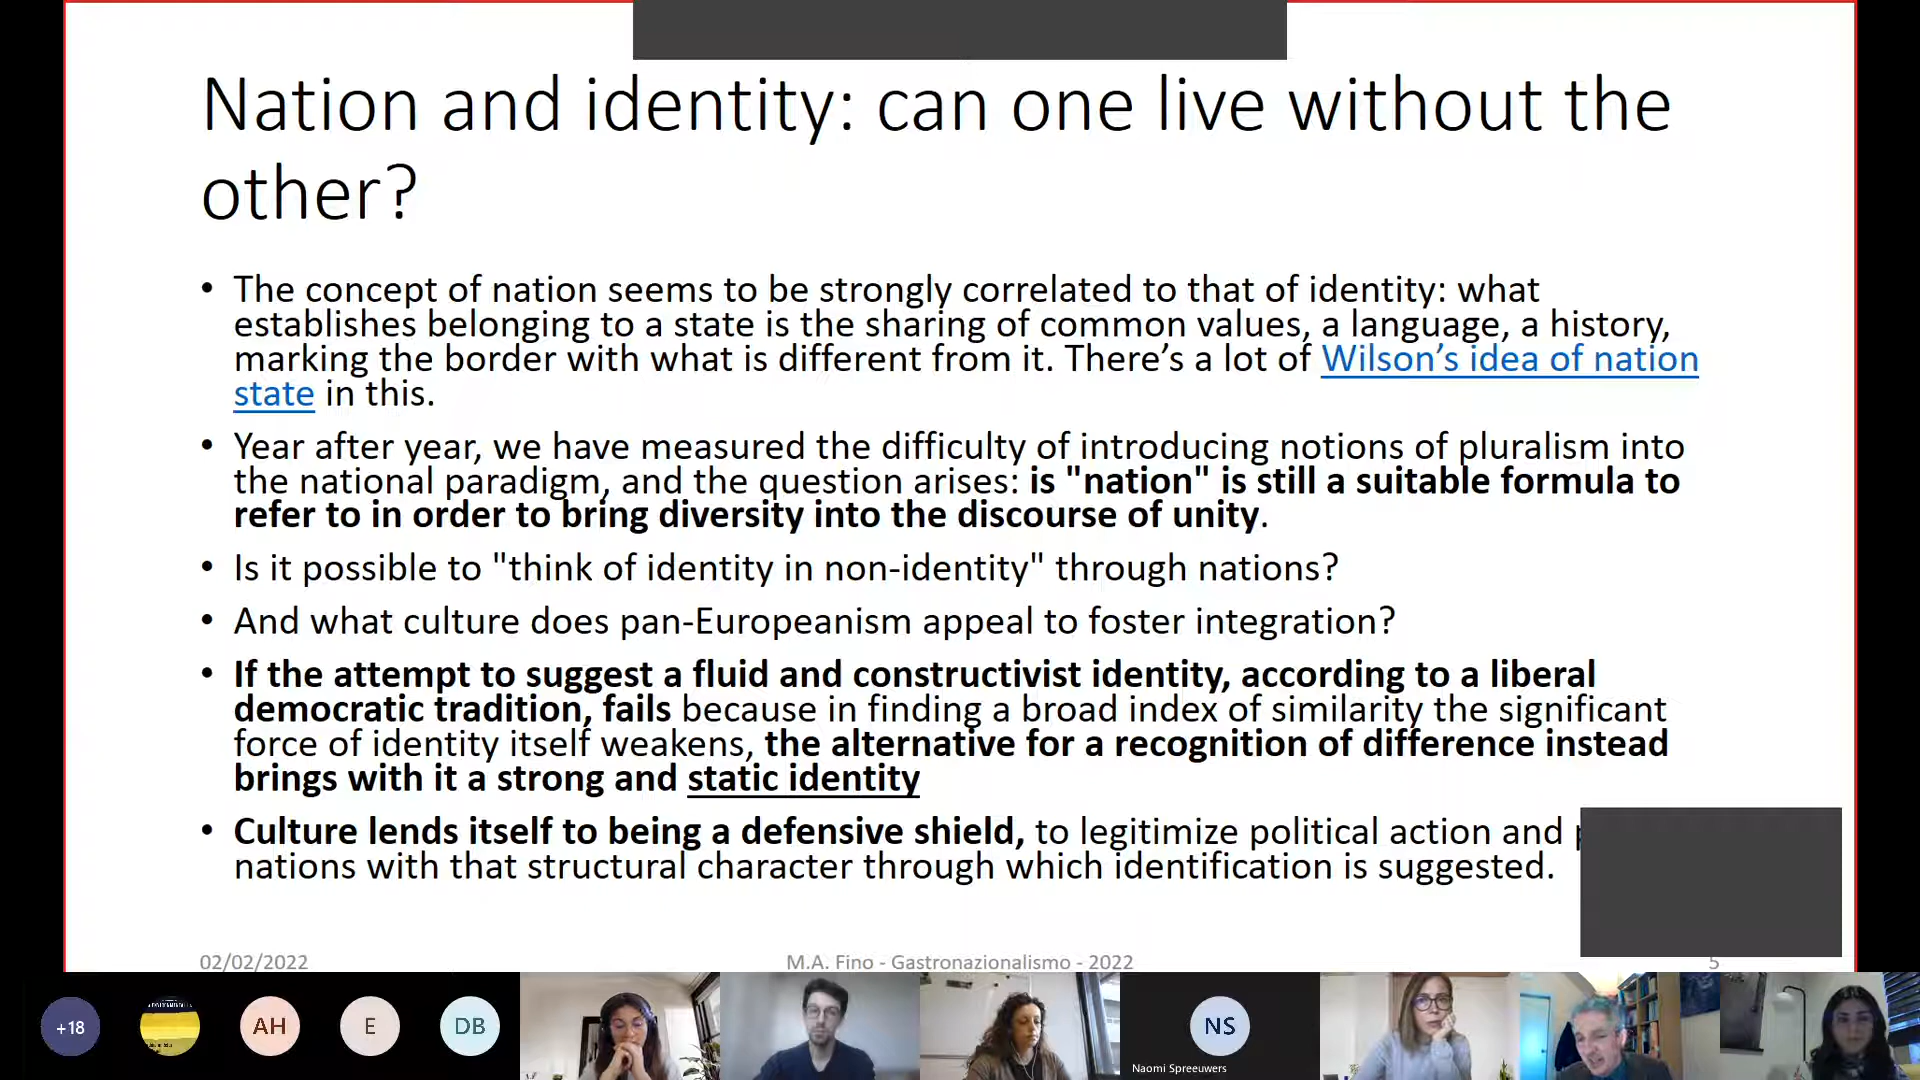 Nation and identity: can one live without the
other?
• The concept of nation seems to be strongly correlated to that of identity: what
establishes belonging to a state is the sharing of common values, a language, a history,
marking the border with what is different from it. There’s a lot of Wilson’s idea of nation
state in this.
• Year after year, we have measured the difficulty of introducing notions of pluralism into
the national paradigm, and the question arises: is "nation" is still a suitable formula to
refer to in order to bring diversity into the discourse of unity.
• Is it possible to "think of identity in non-identity" through nations?
• And what culture does pan-Europeanism appeal to foster integration?
• If the attempt to suggest a fluid and constructivist identity, according to a liberal
democratic tradition, fails because in finding a broad index of similarity the significant
force of identity itself weakens, the alternative for a recognition of difference instead
brings with it a strong and static identity
• Culture lends itself to being a defensive shield, to legitimize political action and
nations with that structural character through which identification is suggested.
02/02/2022
M.A. Fino - Gastronazionalismo - 2022
5
+18
AH
E
DB
NS
Naomi Spreeuwers